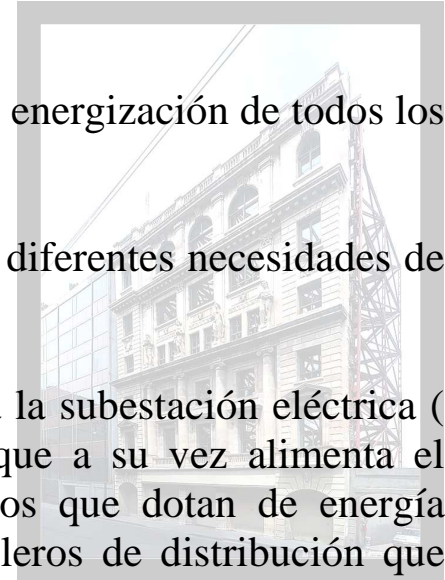 energización de todos los
diferentes necesidades de
la subestación eléctrica (
que a su vez alimenta el
os que dotan de energía
leros de distribución que